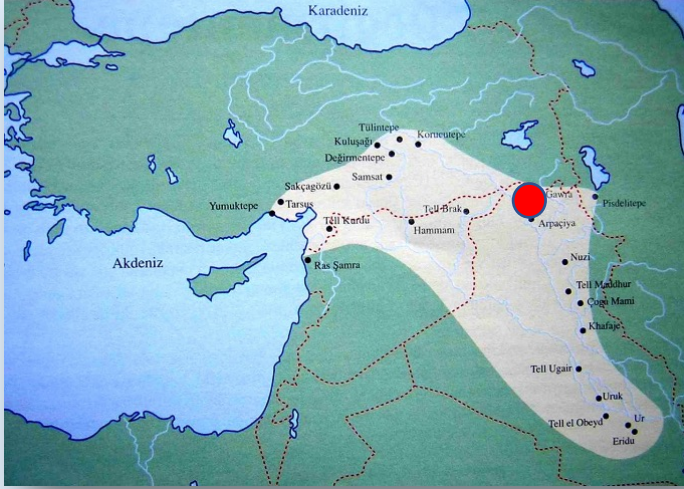 Karadeniz
Tülintepe
Kuluşağı
Korucutepe
Değirmentepe
Samsat
Sakçagözü
Tarsus
Yumuktepe
Tell Kurdu
Tell Brak
Hammam
Gawra
Arpaçiya
Pisdelitepe
Akdeniz
Ras Şamra
Nuzi
Tell Maddhur
Çoga Mami
Khafaje
Tell Ugair
Uruk
Tell el Obeyd
Ur
Eridu